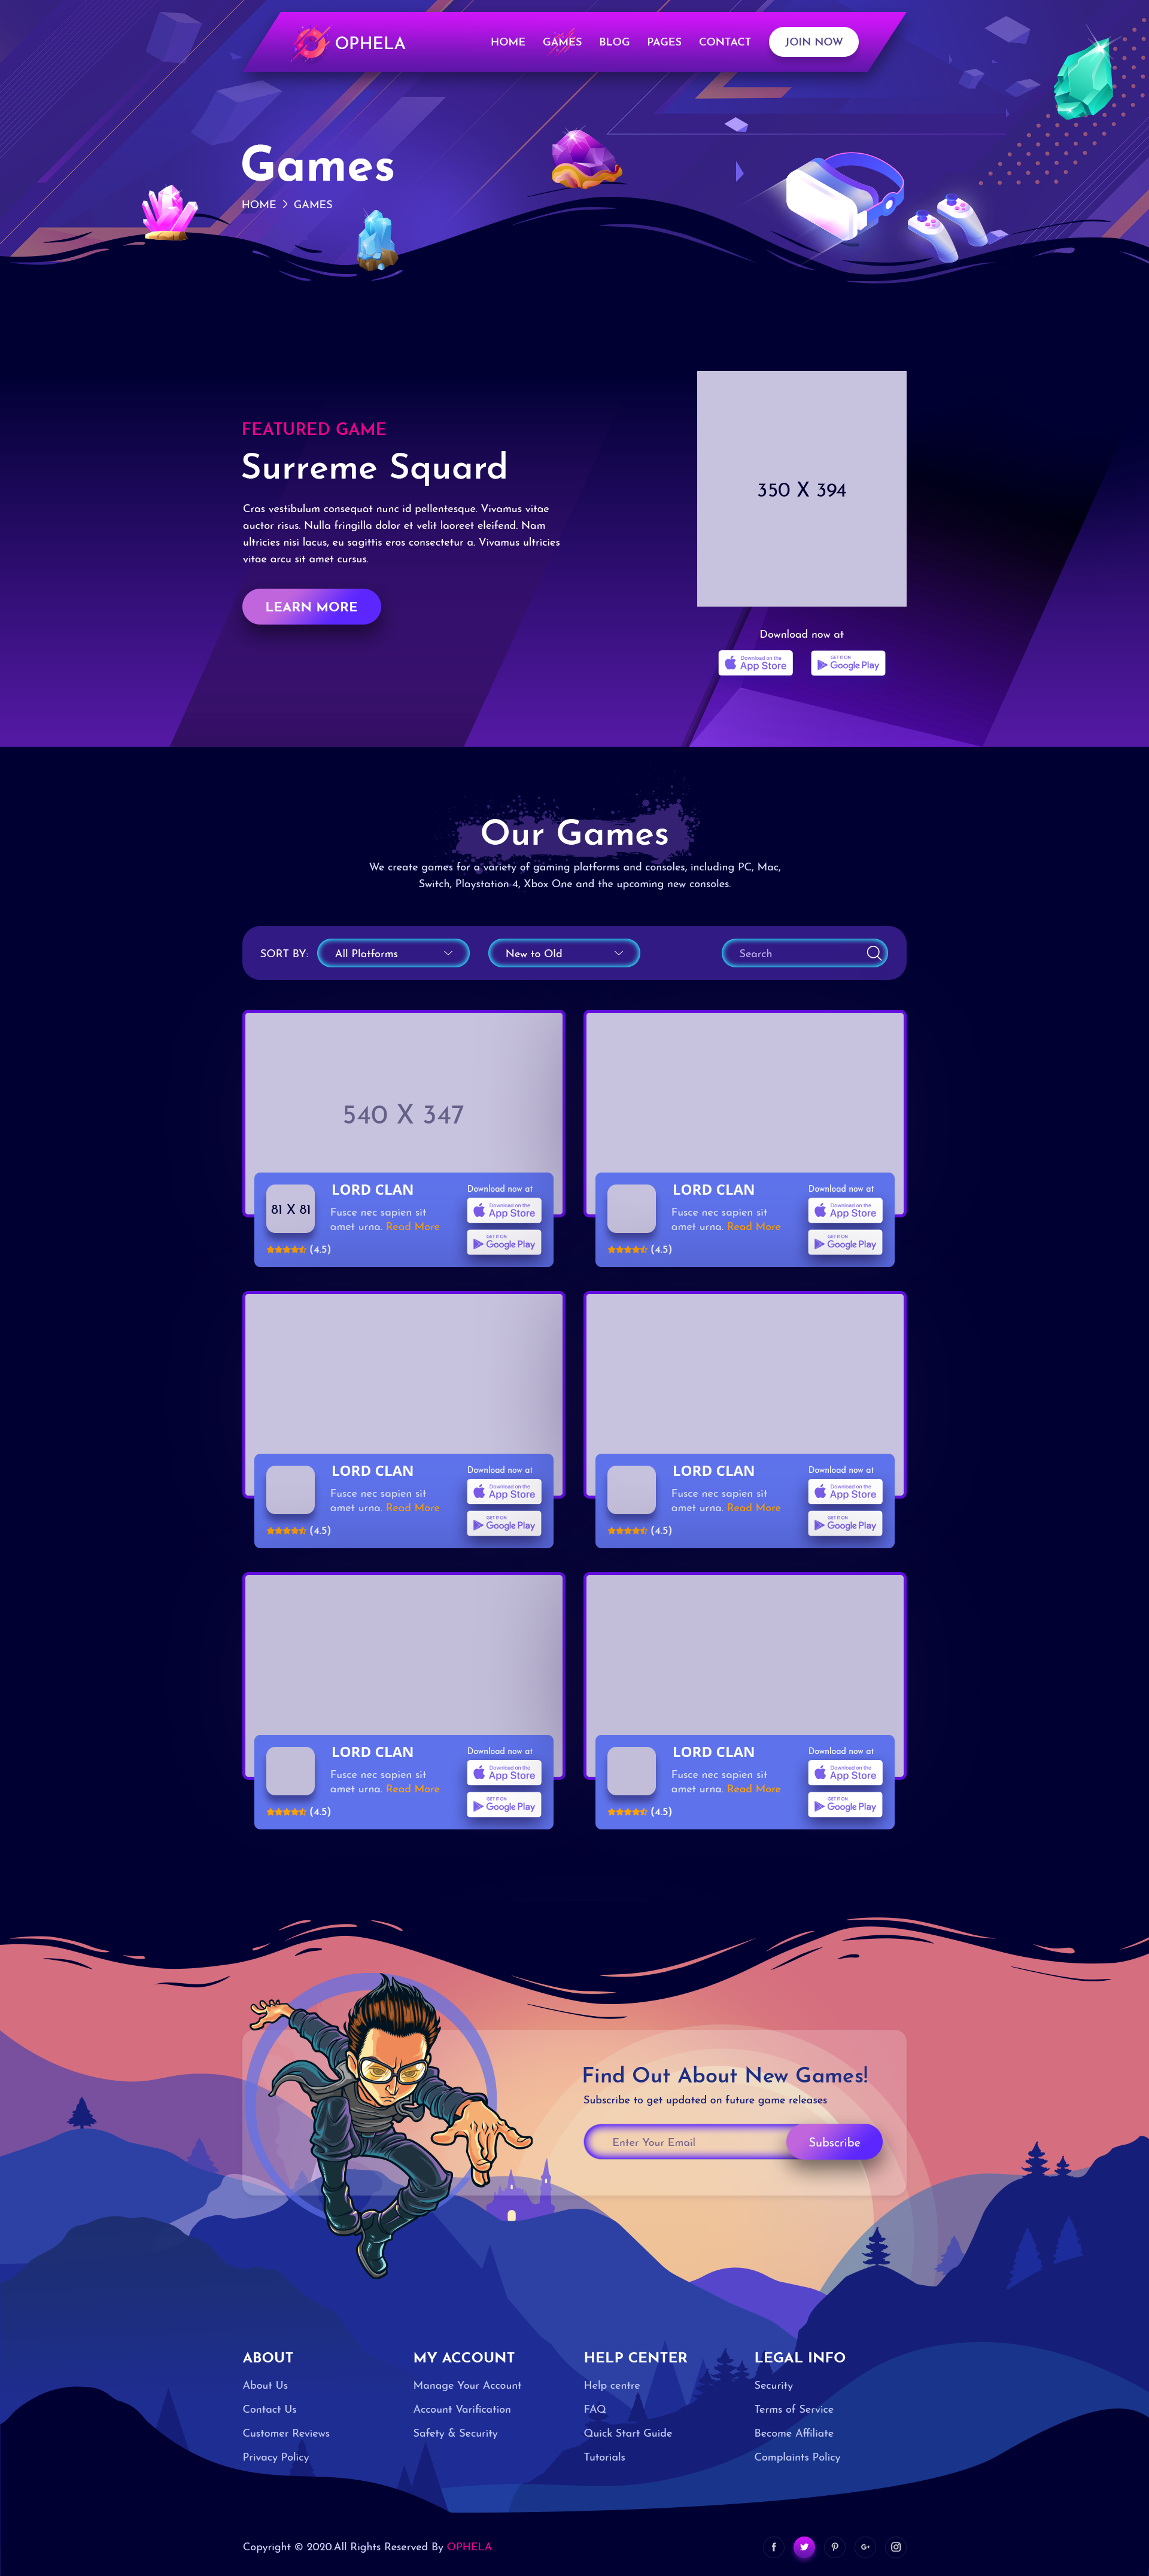 OPHELA
HOME GAMES BLOG PAGES CONTACT JOIN NOW
Games
HOME > GAMES
FEATURED GAME
Surreme Squard
Cras vestibulum consequat nunc id pellentesque. Vivamus vitae
auctor risus. Nulla fringilla dolor et velit laoreet eleifend. Nam
ultricies nisi lacus, eu sagittis eros consectetur a. Vivamus ultricies
vitae arcu sit amet cursus.
LEARN MORE
350 X 394
Download now at
Download on the
App Store
GET IT ON
Google Play
Our Games
We create games for a variety of gaming platforms and consoles, including PC, Mac,
Switch, Playstation 4, Xbox One and the upcoming new consoles.
SORT BY: All Platforms New to Old Search
540 X 347
81 X 81
LORD CLAN
Fusce nec sapien sit
amet urna. Read More
(4.5)
Download now at
Download on the
App Store
GET IT ON
Google Play
LORD CLAN
Fusce nec sapien sit
amet urna. Read More
(4.5)
Download now at
Download on the
App Store
GET IT ON
Google Play
LORD CLAN
Fusce nec sapien sit
amet urna. Read More
(4.5)
Download now at
Download on the
App Store
GET IT ON
Google Play
LORD CLAN
Fusce nec sapien sit
amet urna. Read More
(4.5)
Download now at
Download on the
App Store
GET IT ON
Google Play
LORD CLAN
Fusce nec sapien sit
amet urna. Read More
(4.5)
Download now at
Download on the
App Store
GET IT ON
Google Play
LORD CLAN
Fusce nec sapien sit
amet urna. Read More
(4.5)
Download now at
Download on the
App Store
GET IT ON
Google Play
Find Out About New Games!
Subscribe to get updated on future game releases
Enter Your Email Subscribe
ABOUT
About Us
Contact Us
Customer Reviews
Privacy Policy
MY ACCOUNT
Manage Your Account
Account Varification
Safety & Security
HELP CENTER
Help centre
FAQ
Quick Start Guide
Tutorials
LEGAL INFO
Security
Terms of Service
Become Affiliate
Complaints Policy
Copyright © 2020.All Rights Reserved By OPHELA